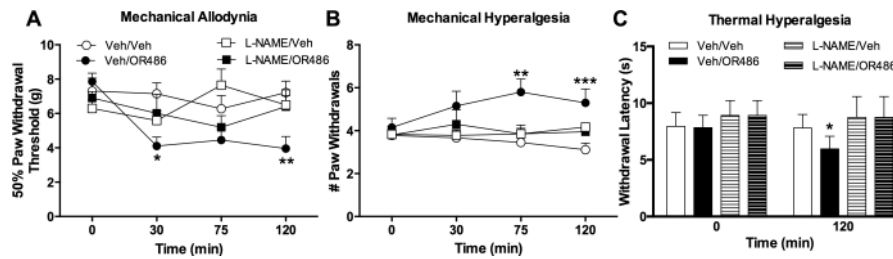 A
Mechanical Allodynia
Veh/Veh
Veh/OR486
L-NAME/Veh
L-NAME/OR486
50% Paw Withdrawal
Threshold (g)
10
8
6
4
2
0
*
**
0 30 75 120
Time (min)
B
Mechanical Hyperalgesia
# Paw Withdrawals
8
6
4
2
0
**
***
0 30 75 120
Time (min)
C
Thermal Hyperalgesia
Veh/Veh
Veh/OR486
L-NAME/Veh
L-NAME/OR486
Withdrawal Latency (s)
15
10
5
0
*
0 120
Time (min)